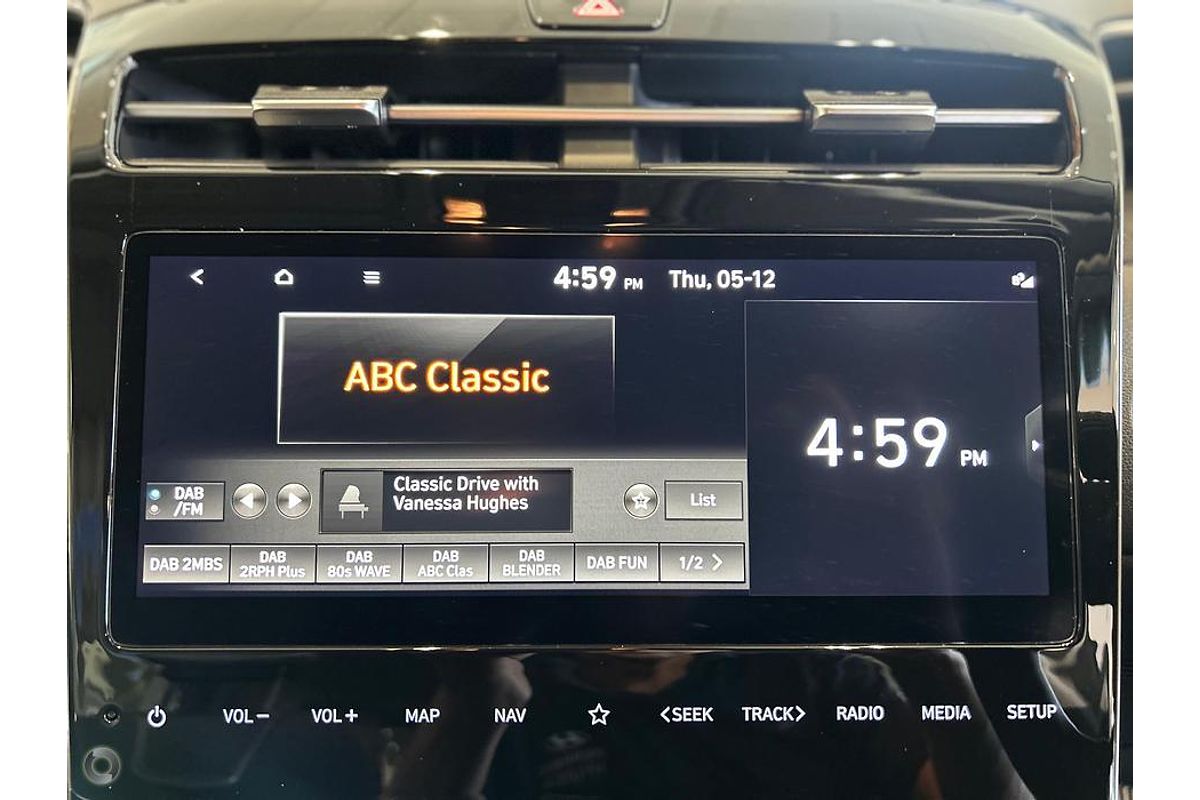 4:59 PM Thu, 05-12
ABC Classic
4:59 PM
DAB
/FM
Classic Drive with
Vanessa Hughes
List
DAB 2MBS
DAB
2RPH Plus
DAB
80s WAVE
DAB
ABC Clas
DAB
BLENDER
DAB FUN
1/2 >
VOL− VOL+ MAP NAV <SEEK TRACK> RADIO MEDIA SETUP